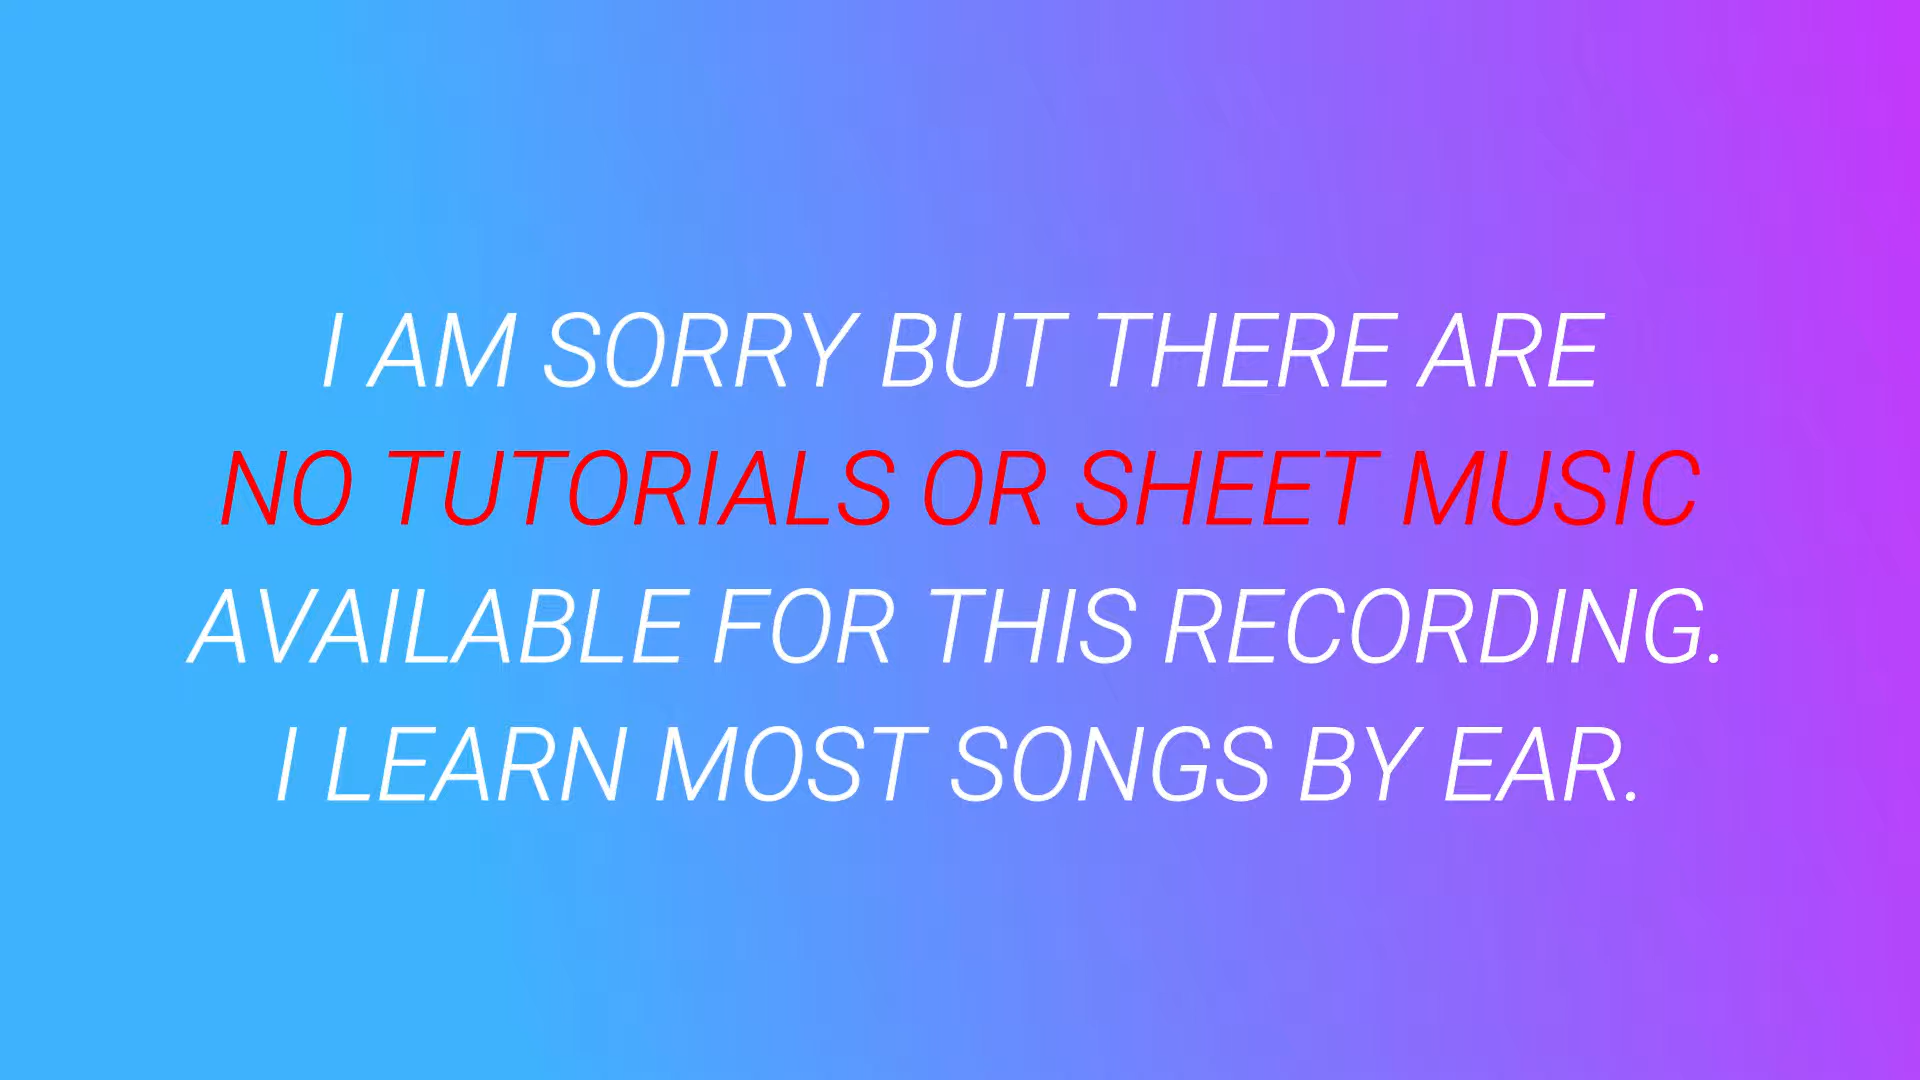 I AM SORRY BUT THERE ARE
NO TUTORIALS OR SHEET MUSIC
AVAILABLE FOR THIS RECORDING.
I LEARN MOST SONGS BY EAR.